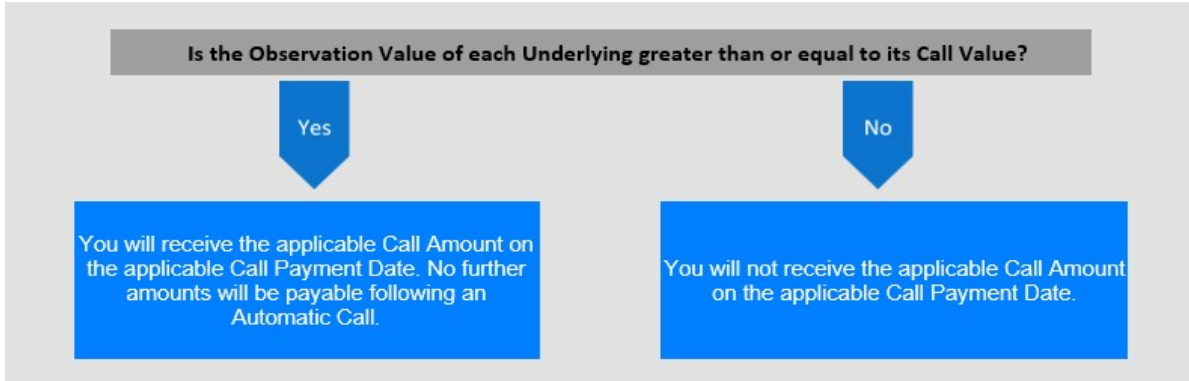 Is the Observation Value of each Underlying greater than or equal to its Call Value?
Yes
No
You will receive the applicable Call Amount on
the applicable Call Payment Date. No further
amounts will be payable following an
Automatic Call.
You will not receive the applicable Call Amount
on the applicable Call Payment Date.